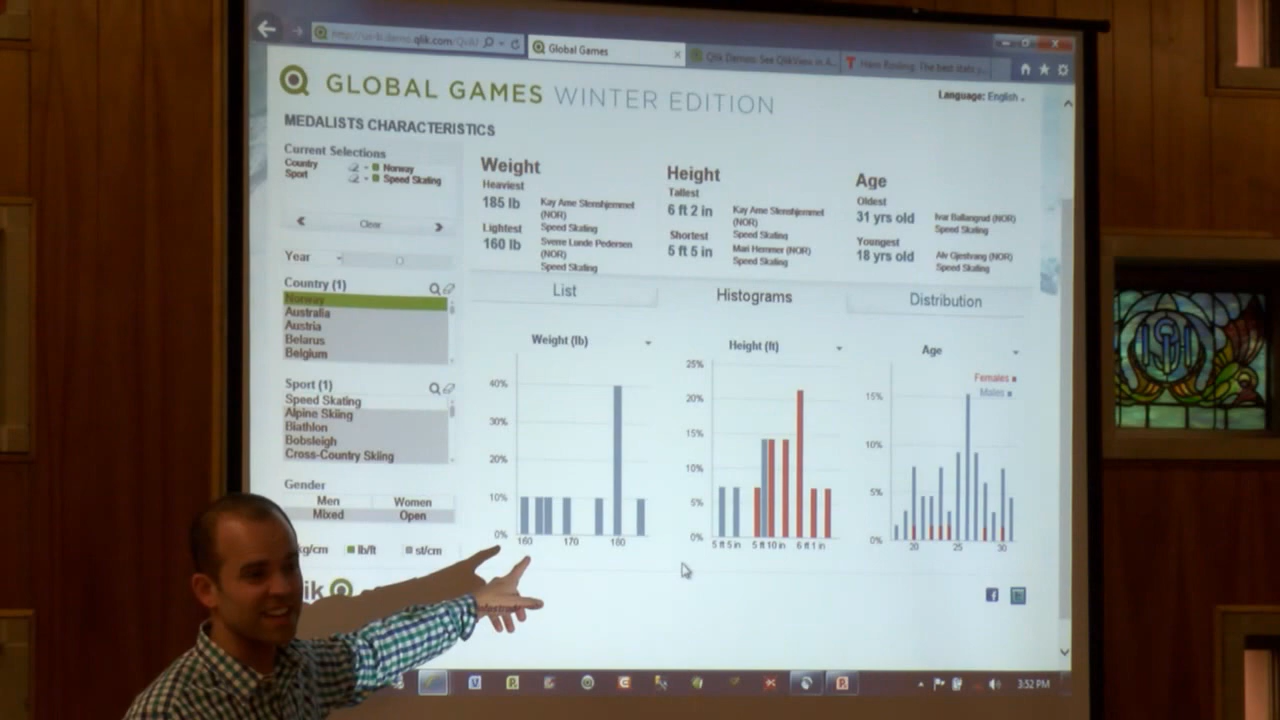 qlik.com
Global Games
GLOBAL GAMES WINTER EDITION
Language: English
MEDALISTS CHARACTERISTICS
Current Selections
Country Norway
Sport Speed Skating
Clear
Year
Country (1)
Norway
Australia
Austria
Belarus
Belgium
Sport (1)
Speed Skating
Alpine Skiing
Biathlon
Bobsleigh
Cross-Country Skiing
Gender
Men Women
Mixed Open
kg/cm lb/ft st/cm
Weight
Heaviest
185 lb
Kay Arne Stenshjemmet
(NOR)
Speed Skating
Lightest
160 lb
Sverre Lunde Pedersen
(NOR)
Speed Skating
Height
Tallest
6 ft 2 in
Kay Arne Stenshjemmet
(NOR)
Speed Skating
Shortest
5 ft 5 in
Mari Hemmer (NOR)
Speed Skating
Age
Oldest
31 yrs old
Ivar Ballangrud (NOR)
Speed Skating
Youngest
18 yrs old
Alv Gjestvang (NOR)
Speed Skating
List
Histograms
Distribution
Weight (lb)
40%
30%
20%
10%
0%
160 170 180
Height (ft)
25%
20%
15%
10%
5%
0%
5 ft 5 in 5 ft 10 in 6 ft 1 in
Age
Females
Males
15%
10%
5%
0%
20 25 30
3:52 PM